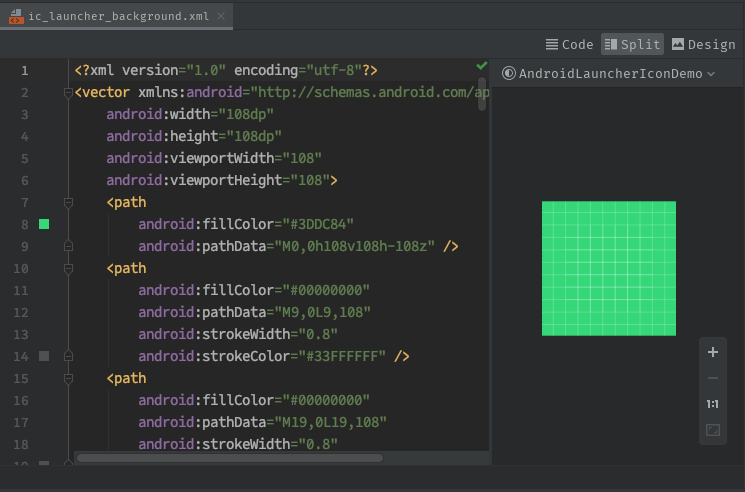 ic_launcher_background.xml
Code Split Design
AndroidLauncherIconDemo
1 <?xml version="1.0" encoding="utf-8"?>
2 <vector xmlns:android="http://schemas.android.com/ap
3 android:width="108dp"
4 android:height="108dp"
5 android:viewportWidth="108"
6 android:viewportHeight="108">
7 <path
8 android:fillColor="#3DDC84"
9 android:pathData="M0,0h108v108h-108z" />
10 <path
11 android:fillColor="#00000000"
12 android:pathData="M9,0L9,108"
13 android:strokeWidth="0.8"
14 android:strokeColor="#33FFFFFF" />
15 <path
16 android:fillColor="#00000000"
17 android:pathData="M19,0L19,108"
18 android:strokeWidth="0.8"
1:1